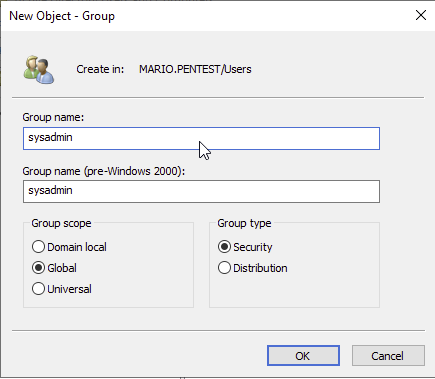 New Object - Group
Create in: MARIO.PENTEST/Users
Group name:
sysadmin
Group name (pre-Windows 2000):
sysadmin
Group scope
Domain local
Global
Universal
Group type
Security
Distribution
OK
Cancel